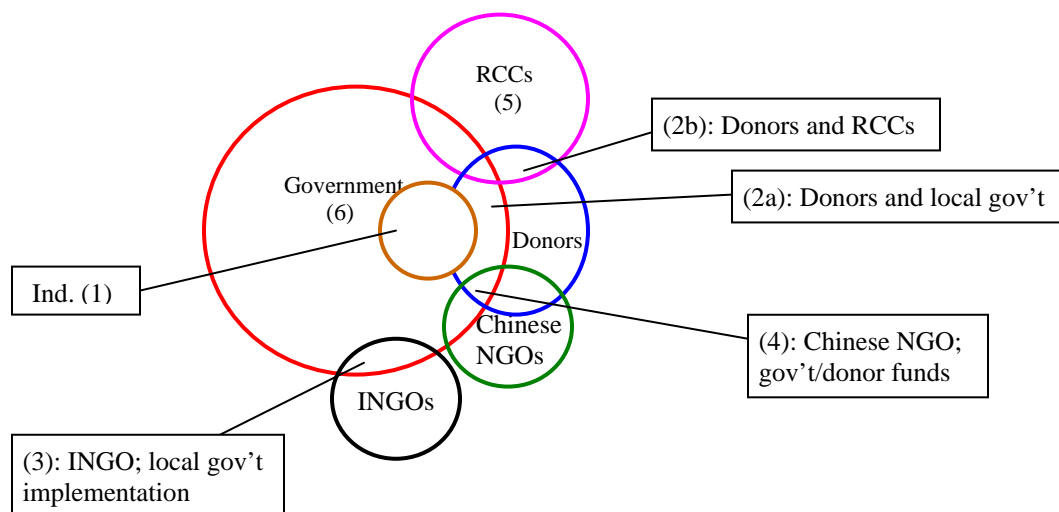 RCCs
(5)
(2b): Donors and RCCs
Government
(6)
(2a): Donors and local gov’t
Donors
Ind. (1)
Chinese
NGOs
(4): Chinese NGO;
gov’t/donor funds
INGOs
(3): INGO; local gov’t
implementation